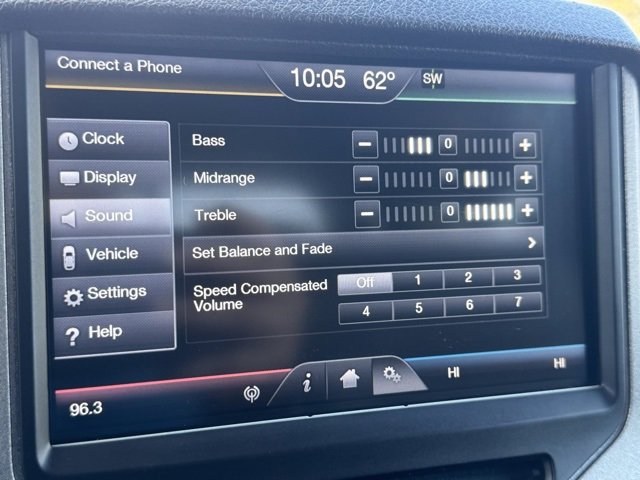 Connect a Phone 10:05 62° SW
Clock
Display
Sound
Vehicle
Settings
? Help
Bass − 0 +
Midrange − 0 +
Treble − 0 +
Set Balance and Fade >
Speed Compensated
Volume
Off 1 2 3
4 5 6 7
96.3 i HI HI